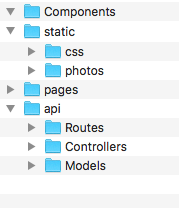 Components
static
css
photos
pages
api
Routes
Controllers
Models